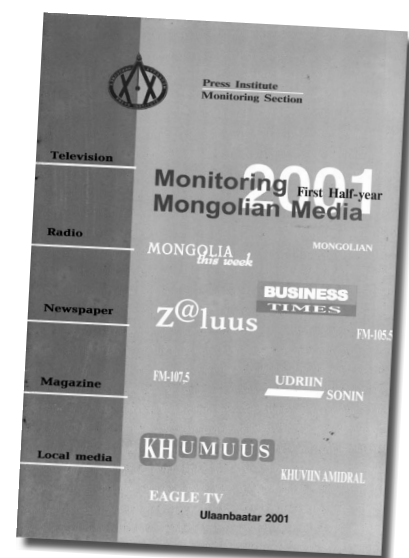 Press Institute
Monitoring Section
Television
2001
Monitoring First Half-year
Mongolian Media
Radio
MONGOLIA
this week
MONGOLIAN
BUSINESS
TIMES
Newspaper
z@luus
FM-105.5
Magazine
FM-107,5
UDRIIN
SONIN
KHUMUUS
Local media
KHUVIIN AMIDRAL
EAGLE TV
Ulaanbaatar 2001